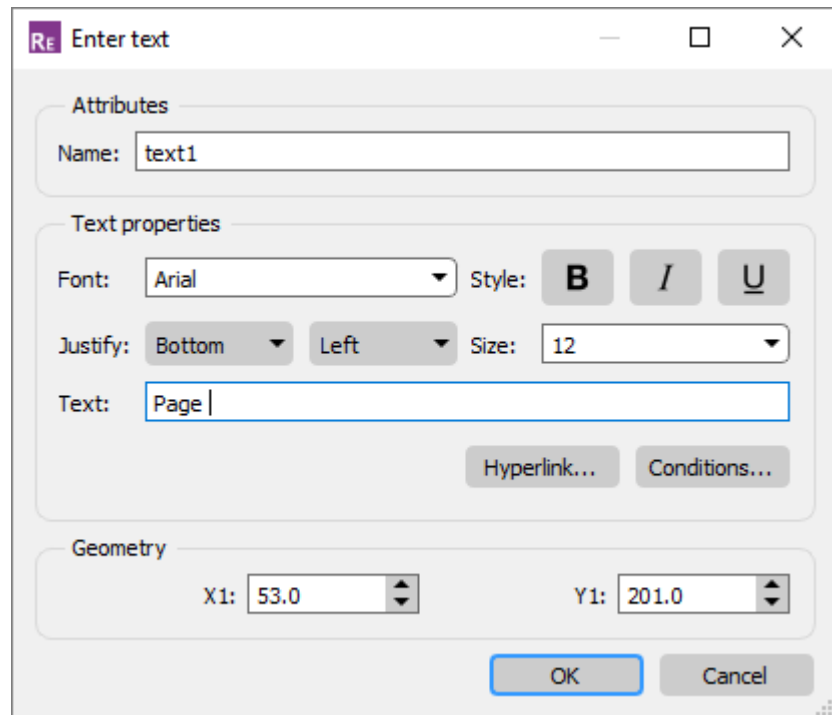 RE Enter text
Attributes
Name: text1
Text properties
Font: Arial Style: B I U
Justify: Bottom Left Size: 12
Text: Page
Hyperlink... Conditions...
Geometry
X1: 53.0 Y1: 201.0
OK Cancel